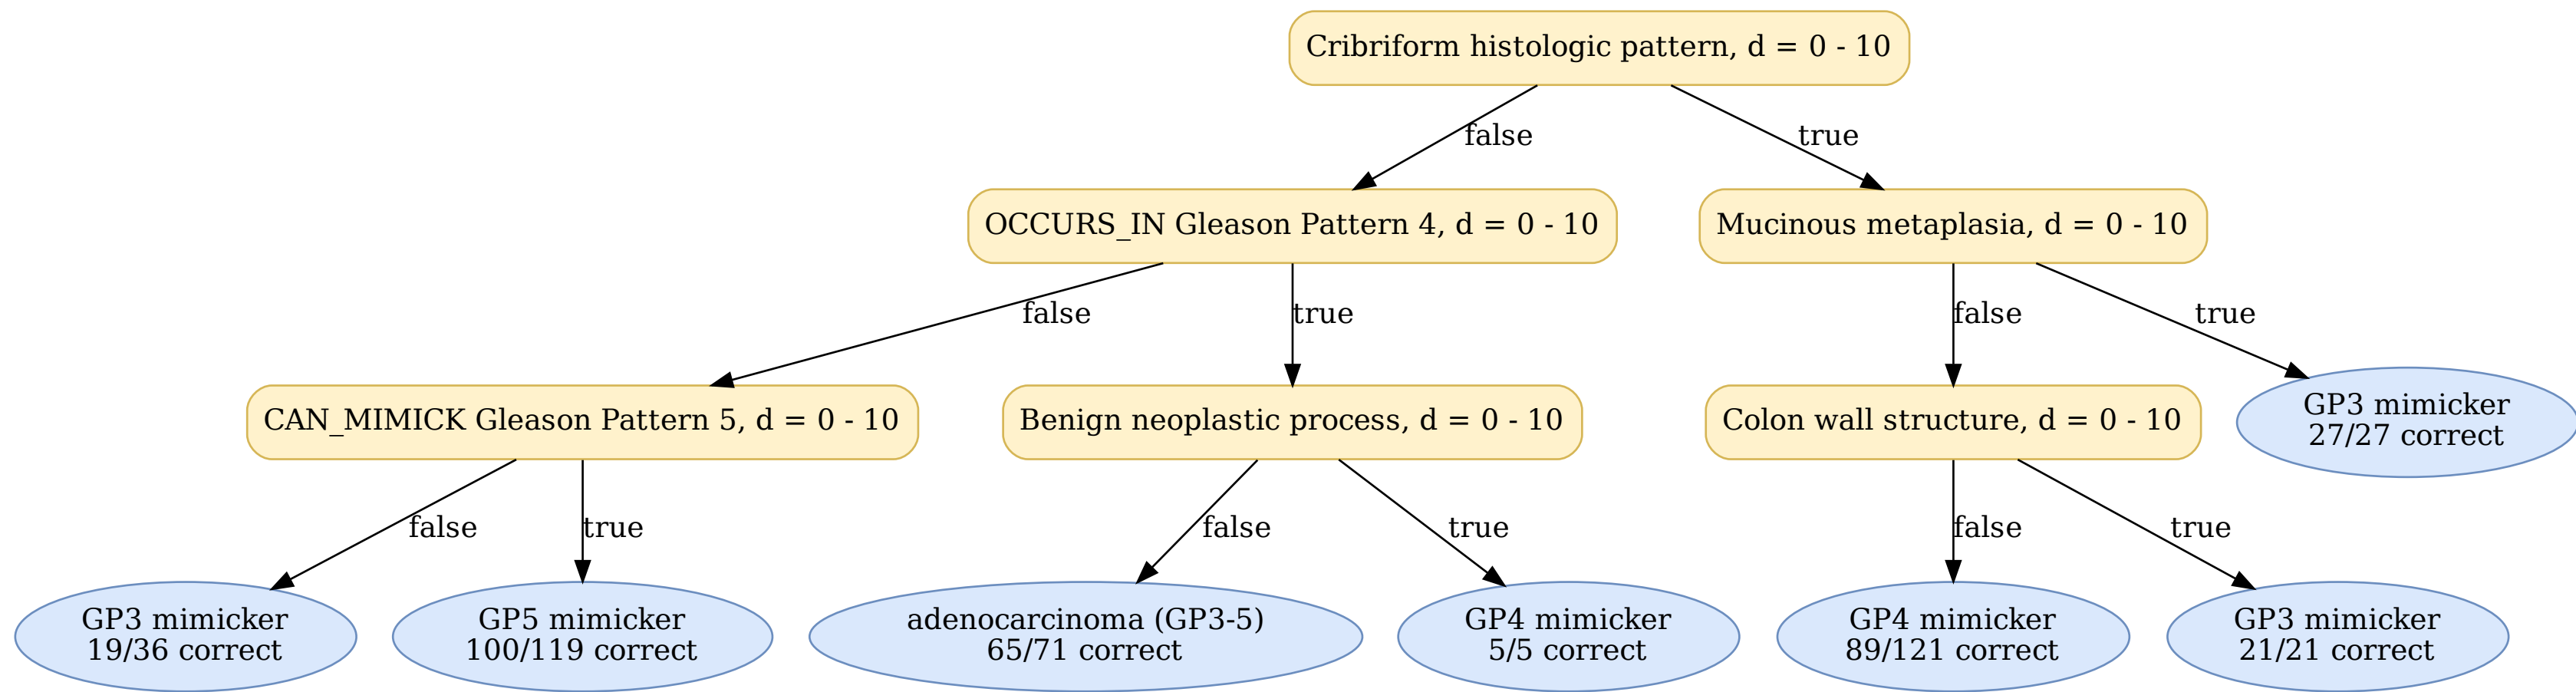 Cribriform histologic pattern, d = 0 - 10
false
true
OCCURS_IN Gleason Pattern 4, d = 0 - 10
Mucinous metaplasia, d = 0 - 10
false
true
false
true
CAN_MIMICK Gleason Pattern 5, d = 0 - 10
Benign neoplastic process, d = 0 - 10
Colon wall structure, d = 0 - 10
GP3 mimicker
27/27 correct
false
true
false
true
false
true
GP3 mimicker
19/36 correct
GP5 mimicker
100/119 correct
adenocarcinoma (GP3-5)
65/71 correct
GP4 mimicker
5/5 correct
GP4 mimicker
89/121 correct
GP3 mimicker
21/21 correct